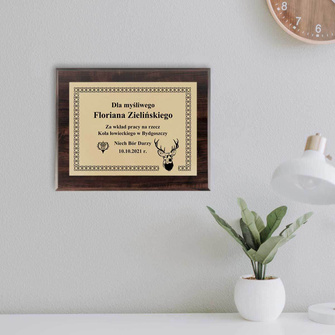 Dla myśliwego
Floriana Zielińskiego
Za wkład pracy na rzecz
Koła łowieckiego w Bydgoszczy
Niech Bór Darzy
10.10.2021 r.